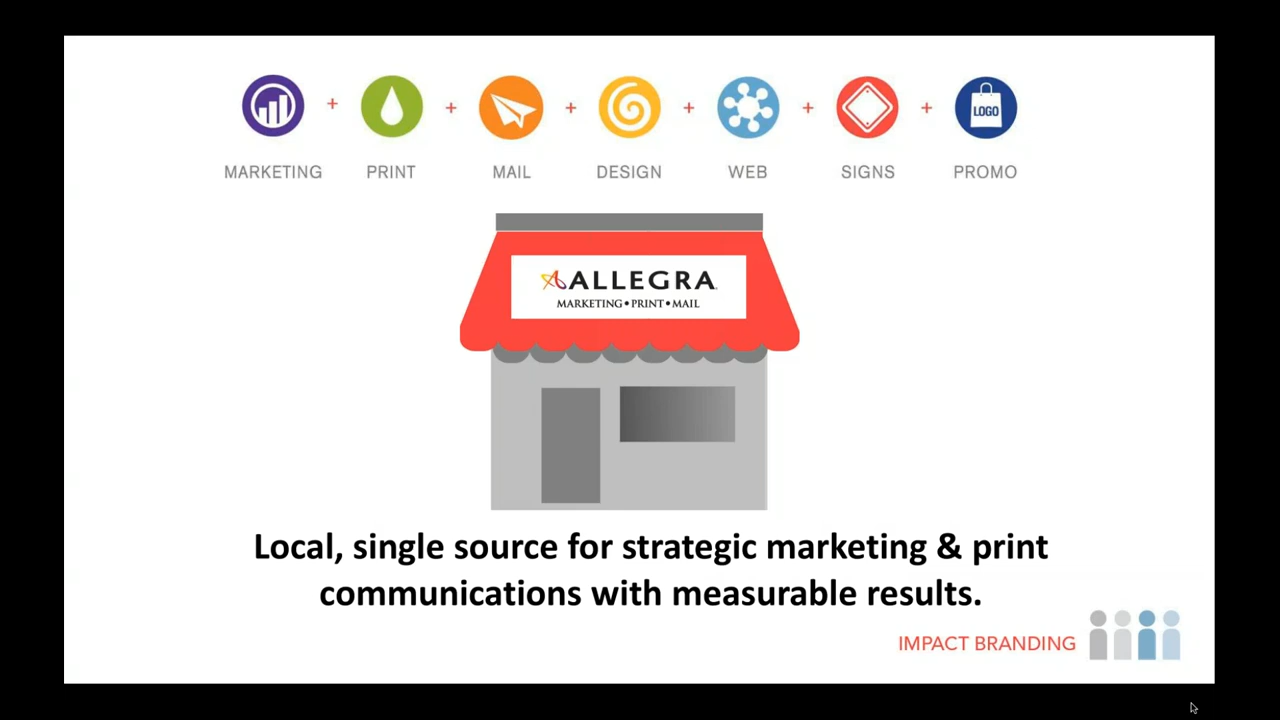 LOGO
MARKETING + PRINT + MAIL + DESIGN + WEB + SIGNS + PROMO
ALLEGRA
MARKETING•PRINT•MAIL
Local, single source for strategic marketing & print
communications with measurable results.
IMPACT BRANDING